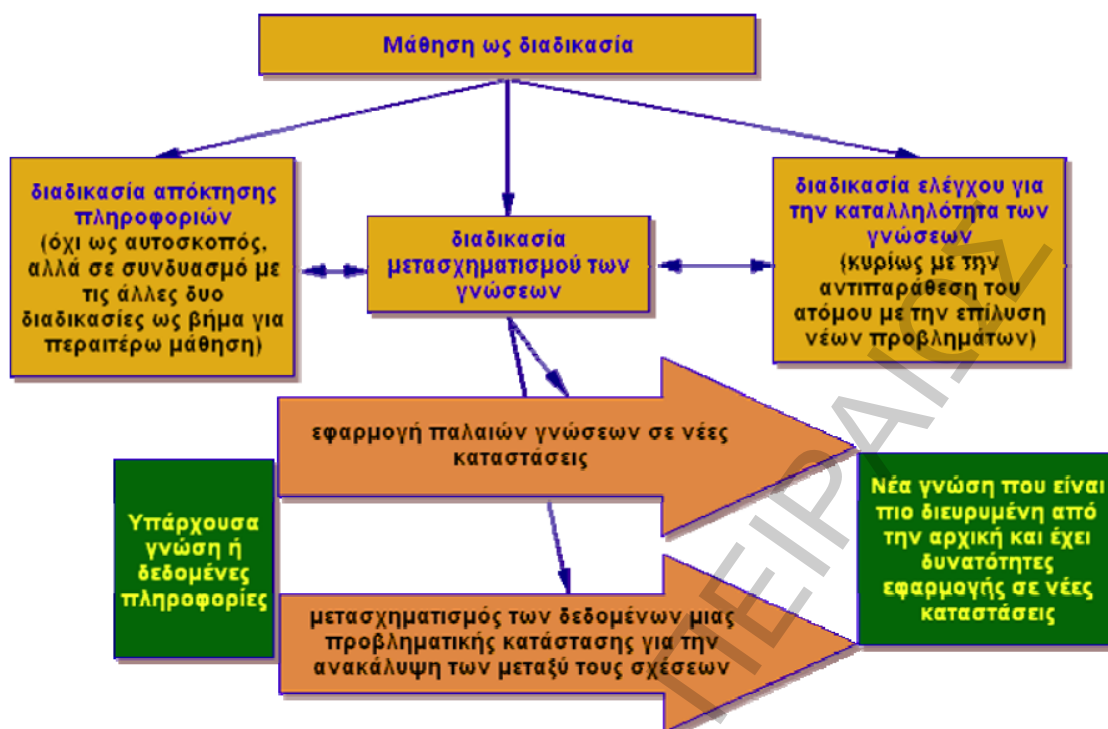 Μάθηση ως διαδικασία
διαδικασία απόκτησης
πληροφοριών
(όχι ως αυτοσκοπός,
αλλά σε συνδυασμό με
τις άλλες δυο
διαδικασίες ως βήμα για
περαιτέρω μάθηση)
διαδικασία
μετασχηματισμού των
γνώσεων
διαδικασία ελέγχου για
την καταλληλότητα των
γνώσεων
(κυρίως με την
αντιπαράθεση του
ατόμου με την επίλυση
νέων προβλημάτων)
εφαρμογή παλαιών γνώσεων σε νέες
καταστάσεις
Υπάρχουσα
γνώση ή
δεδομένες
πληροφορίες
μετασχηματισμός των δεδομένων μιας
προβληματικής κατάστασης για την
ανακάλυψη των μεταξύ τους σχέσεων
Νέα γνώση που είναι
πιο διευρυμένη από
την αρχική και έχει
δυνατότητες
εφαρμογής σε νέες
καταστάσεις
ΠΕΙΡΑΙΩΣ